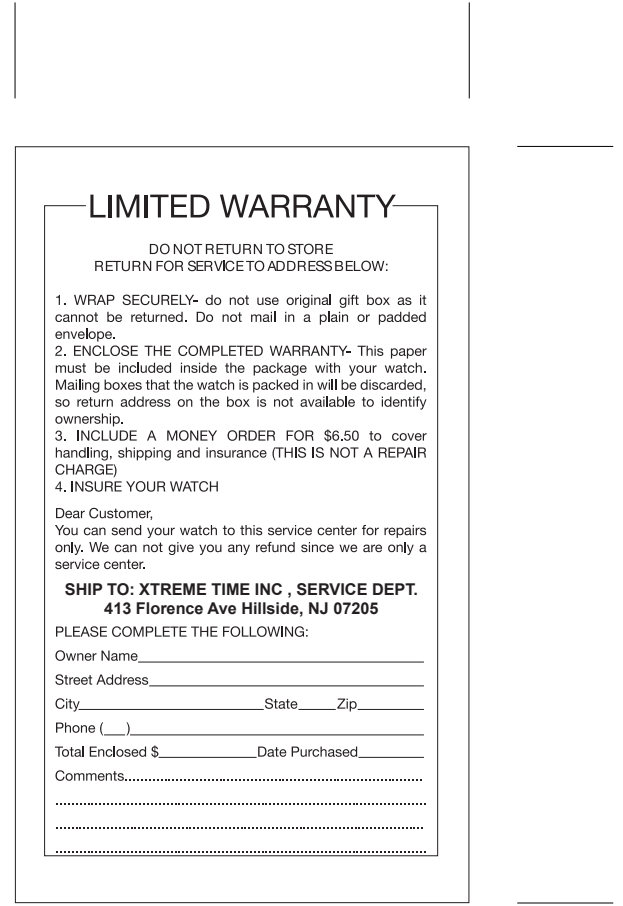 LIMITED WARRANTY
DO NOT RETURN TO STORE
RETURN FOR SERVICE TO ADDRESS BELOW:
1. WRAP SECURELY- do not use original gift box as it
cannot be returned. Do not mail in a plain or padded
envelope.
2. ENCLOSE THE COMPLETED WARRANTY- This paper
must be included inside the package with your watch.
Mailing boxes that the watch is packed in will be discarded,
so return address on the box is not available to identify
ownership.
3. INCLUDE A MONEY ORDER FOR $6.50 to cover
handling, shipping and insurance (THIS IS NOT A REPAIR
CHARGE)
4. INSURE YOUR WATCH
Dear Customer,
You can send your watch to this service center for repairs
only. We can not give you any refund since we are only a
service center.
SHIP TO: XTREME TIME INC , SERVICE DEPT.
413 Florence Ave Hillside, NJ 07205
PLEASE COMPLETE THE FOLLOWING:
Owner Name
Street Address
City State Zip
Phone ( )
Total Enclosed $ Date Purchased
Comments